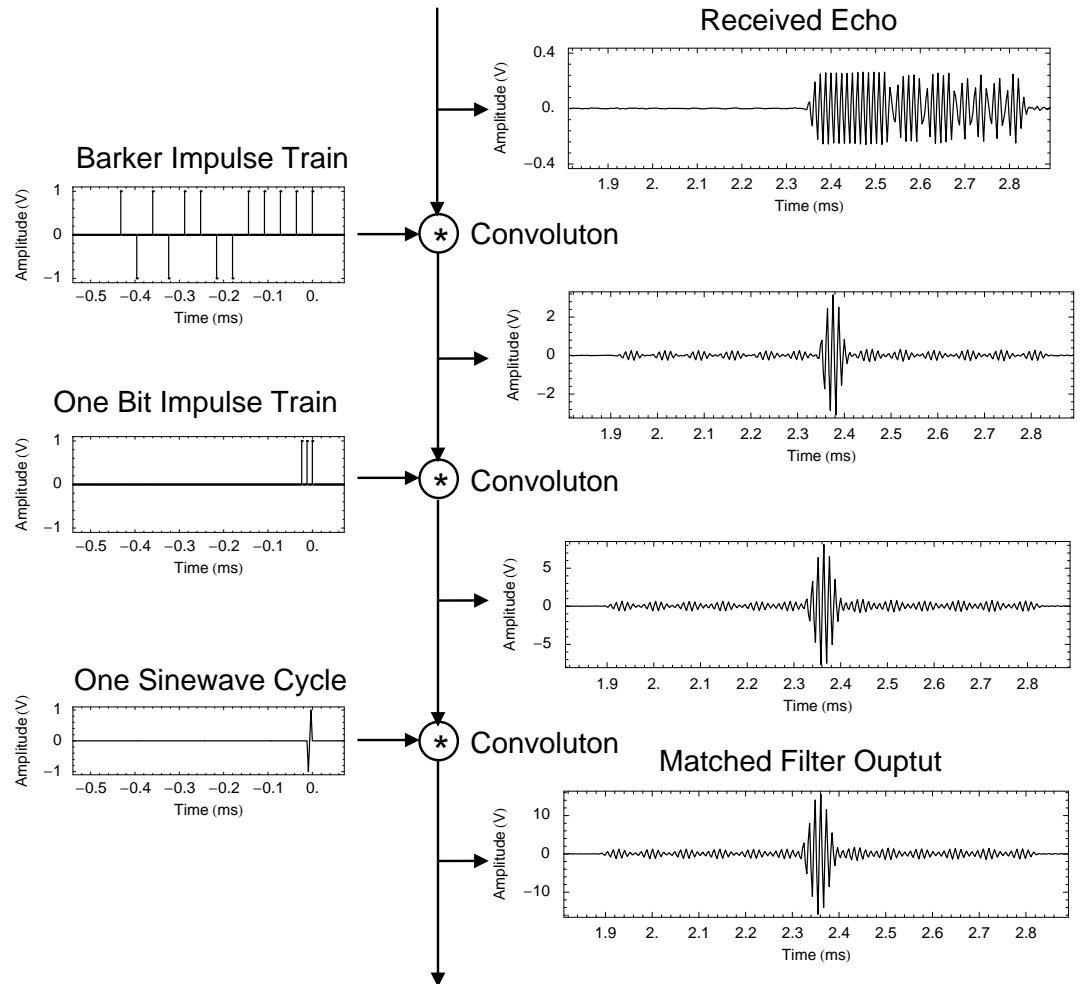 Received Echo
Amplitude (V)
0.4
0.
−0.4
1.9 2. 2.1 2.2 2.3 2.4 2.5 2.6 2.7 2.8
Time (ms)
Barker Impulse Train
Amplitude (V)
1
0
−1
−0.5 −0.4 −0.3 −0.2 −0.1 0.
Time (ms)
* Convoluton
Amplitude (V)
2
0
−2
1.9 2. 2.1 2.2 2.3 2.4 2.5 2.6 2.7 2.8
Time (ms)
One Bit Impulse Train
Amplitude (V)
1
0
−1
−0.5 −0.4 −0.3 −0.2 −0.1 0.
Time (ms)
* Convoluton
Amplitude (V)
5
0
−5
1.9 2. 2.1 2.2 2.3 2.4 2.5 2.6 2.7 2.8
Time (ms)
One Sinewave Cycle
Amplitude (V)
1
0
−1
−0.5 −0.4 −0.3 −0.2 −0.1 0.
Time (ms)
* Convoluton
Matched Filter Ouptut
Amplitude (V)
10
0
−10
1.9 2. 2.1 2.2 2.3 2.4 2.5 2.6 2.7 2.8
Time (ms)